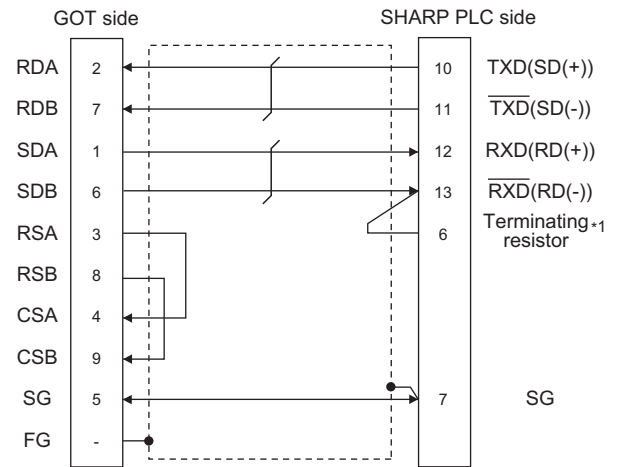 GOT side SHARP PLC side
RDA 2 10 TXD(SD(+))
RDB 7 11 T̅X̅D̅(SD(-))
SDA 1 12 RXD(RD(+))
SDB 6 13 R̅X̅D̅(RD(-))
RSA 3 6 Terminating *1
resistor
RSB 8
CSA 4
CSB 9
SG 5 7 SG
FG -